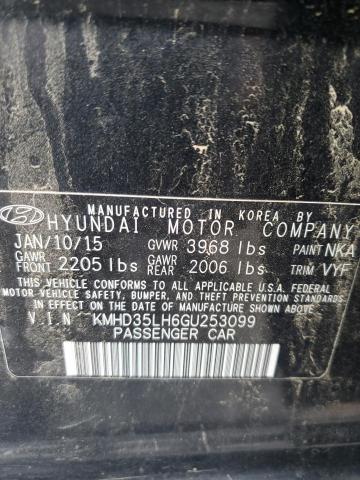 MANUFACTURED IN KOREA BY
HYUNDAI MOTOR COMPANY
JAN/10/15 GVWR 3968 lbs PAINT NKA
GAWR FRONT 2205 lbs GAWR REAR 2006 lbs TRIM VYF
THIS VEHICLE CONFORMS TO ALL APPLICABLE U.S.A. FEDERAL
MOTOR VEHICLE SAFETY, BUMPER, AND THEFT PREVENTION STANDARDS
IN EFFECT ON THE DATE OF MANUFACTURE SHOWN ABOVE.
V.I.N KMHD35LH6GU253099
PASSENGER CAR